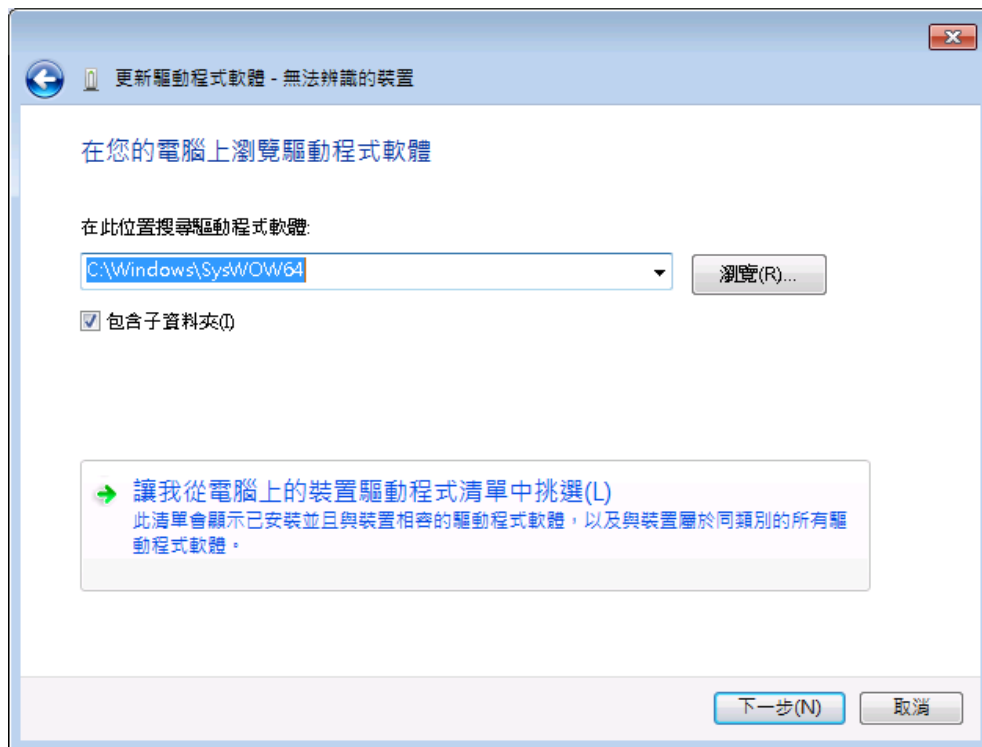 更新驅動程式軟體 - 無法辨識的裝置
在您的電腦上瀏覽驅動程式軟體
在此位置搜尋驅動程式軟體:
C:\Windows\SysWOW64
瀏覽(R)...
包含子資料夾(I)
讓我從電腦上的裝置驅動程式清單中挑選(L)
此清單會顯示已安裝並且與裝置相容的驅動程式軟體，以及與裝置屬於同類別的所有驅
動程式軟體。
下一步(N)
取消